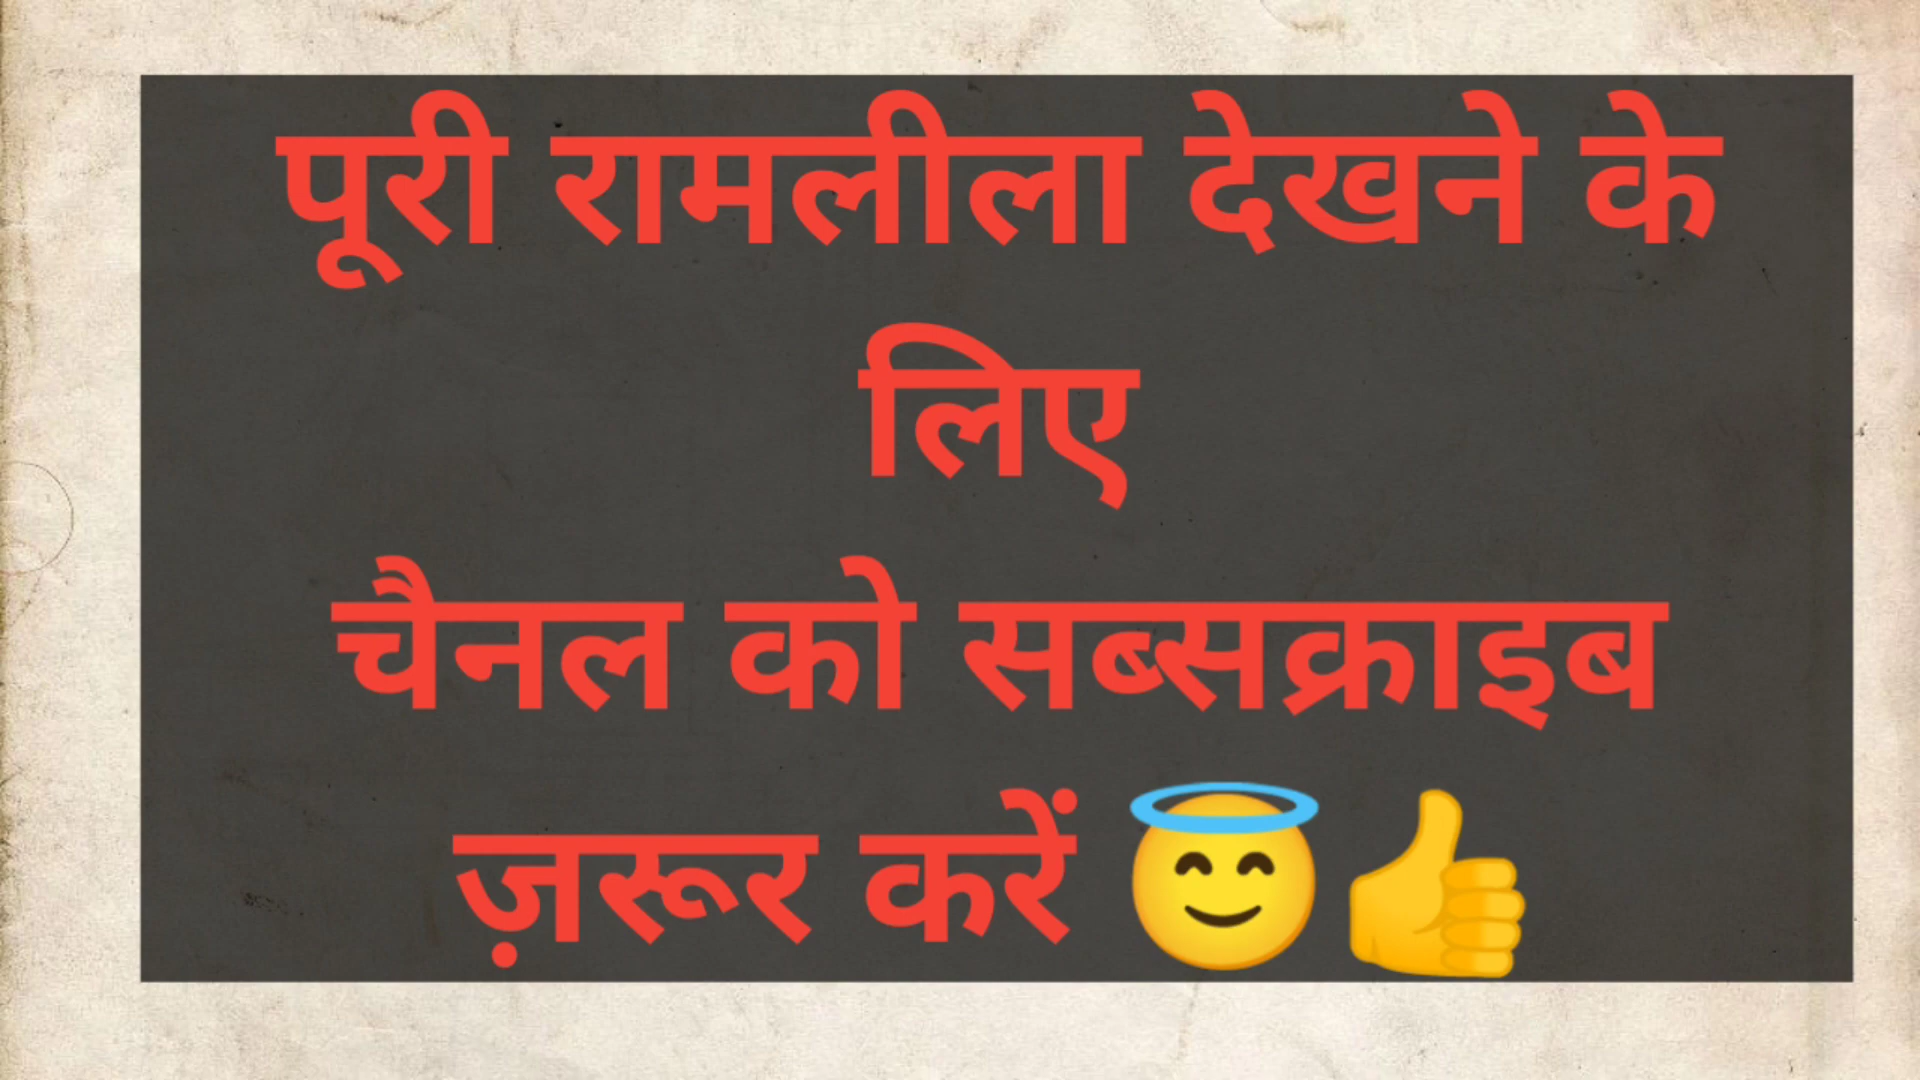 पूरी रामलीला देखने के
लिए
चैनल को सब्सक्राइब
ज़रूर करें 😇👍